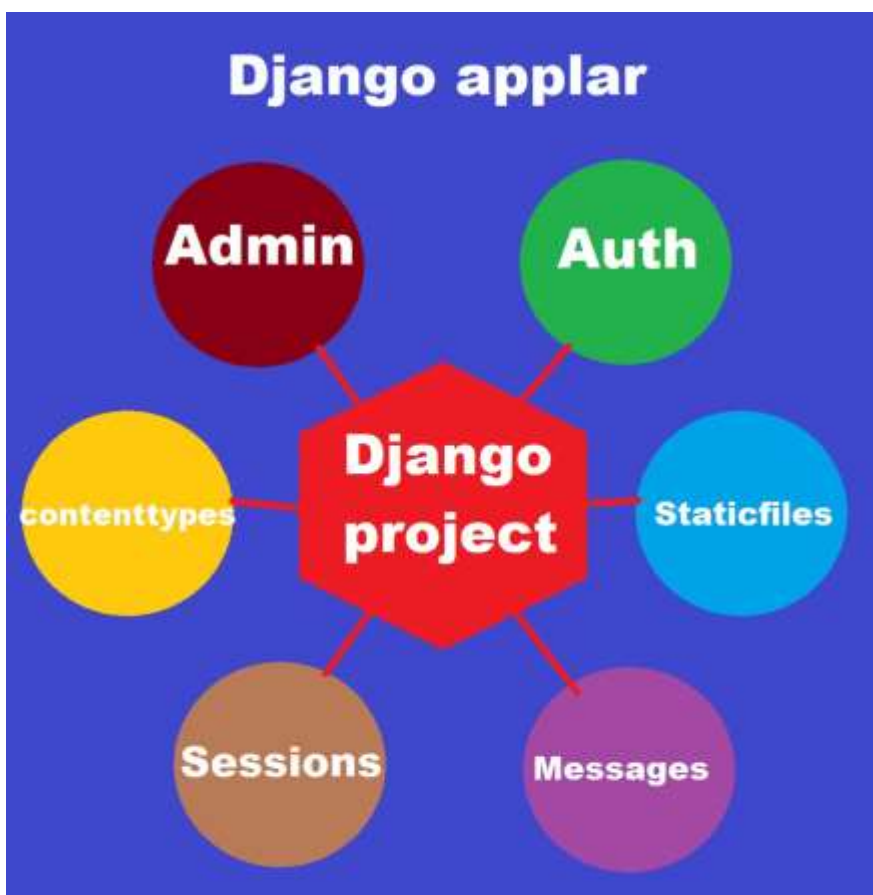 Django applar
Admin
Auth
Django
project
contenttypes
Staticfiles
Sessions
Messages